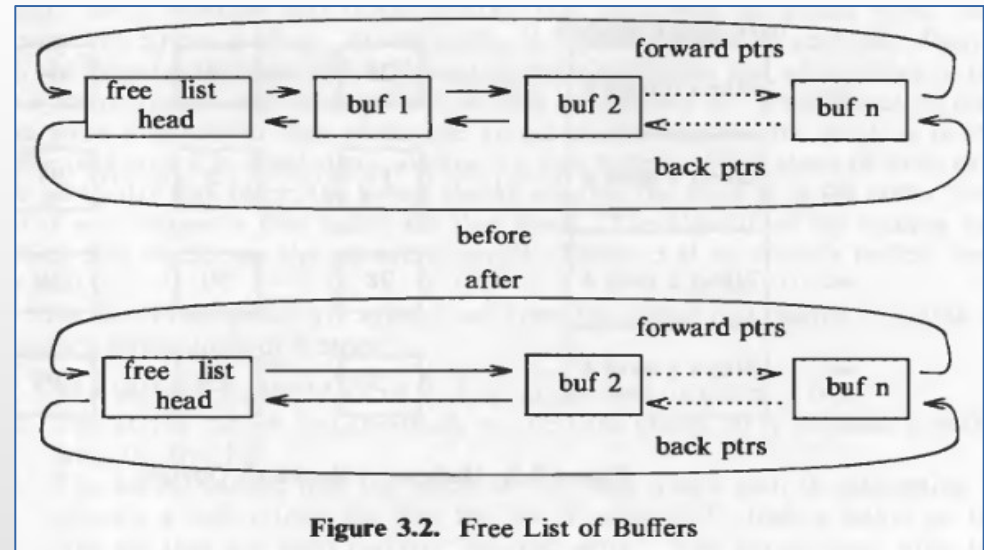 forward ptrs
free list
head
buf 1
buf 2
buf n
back ptrs
before
after
forward ptrs
free list
head
buf 2
buf n
back ptrs
Figure 3.2. Free List of Buffers